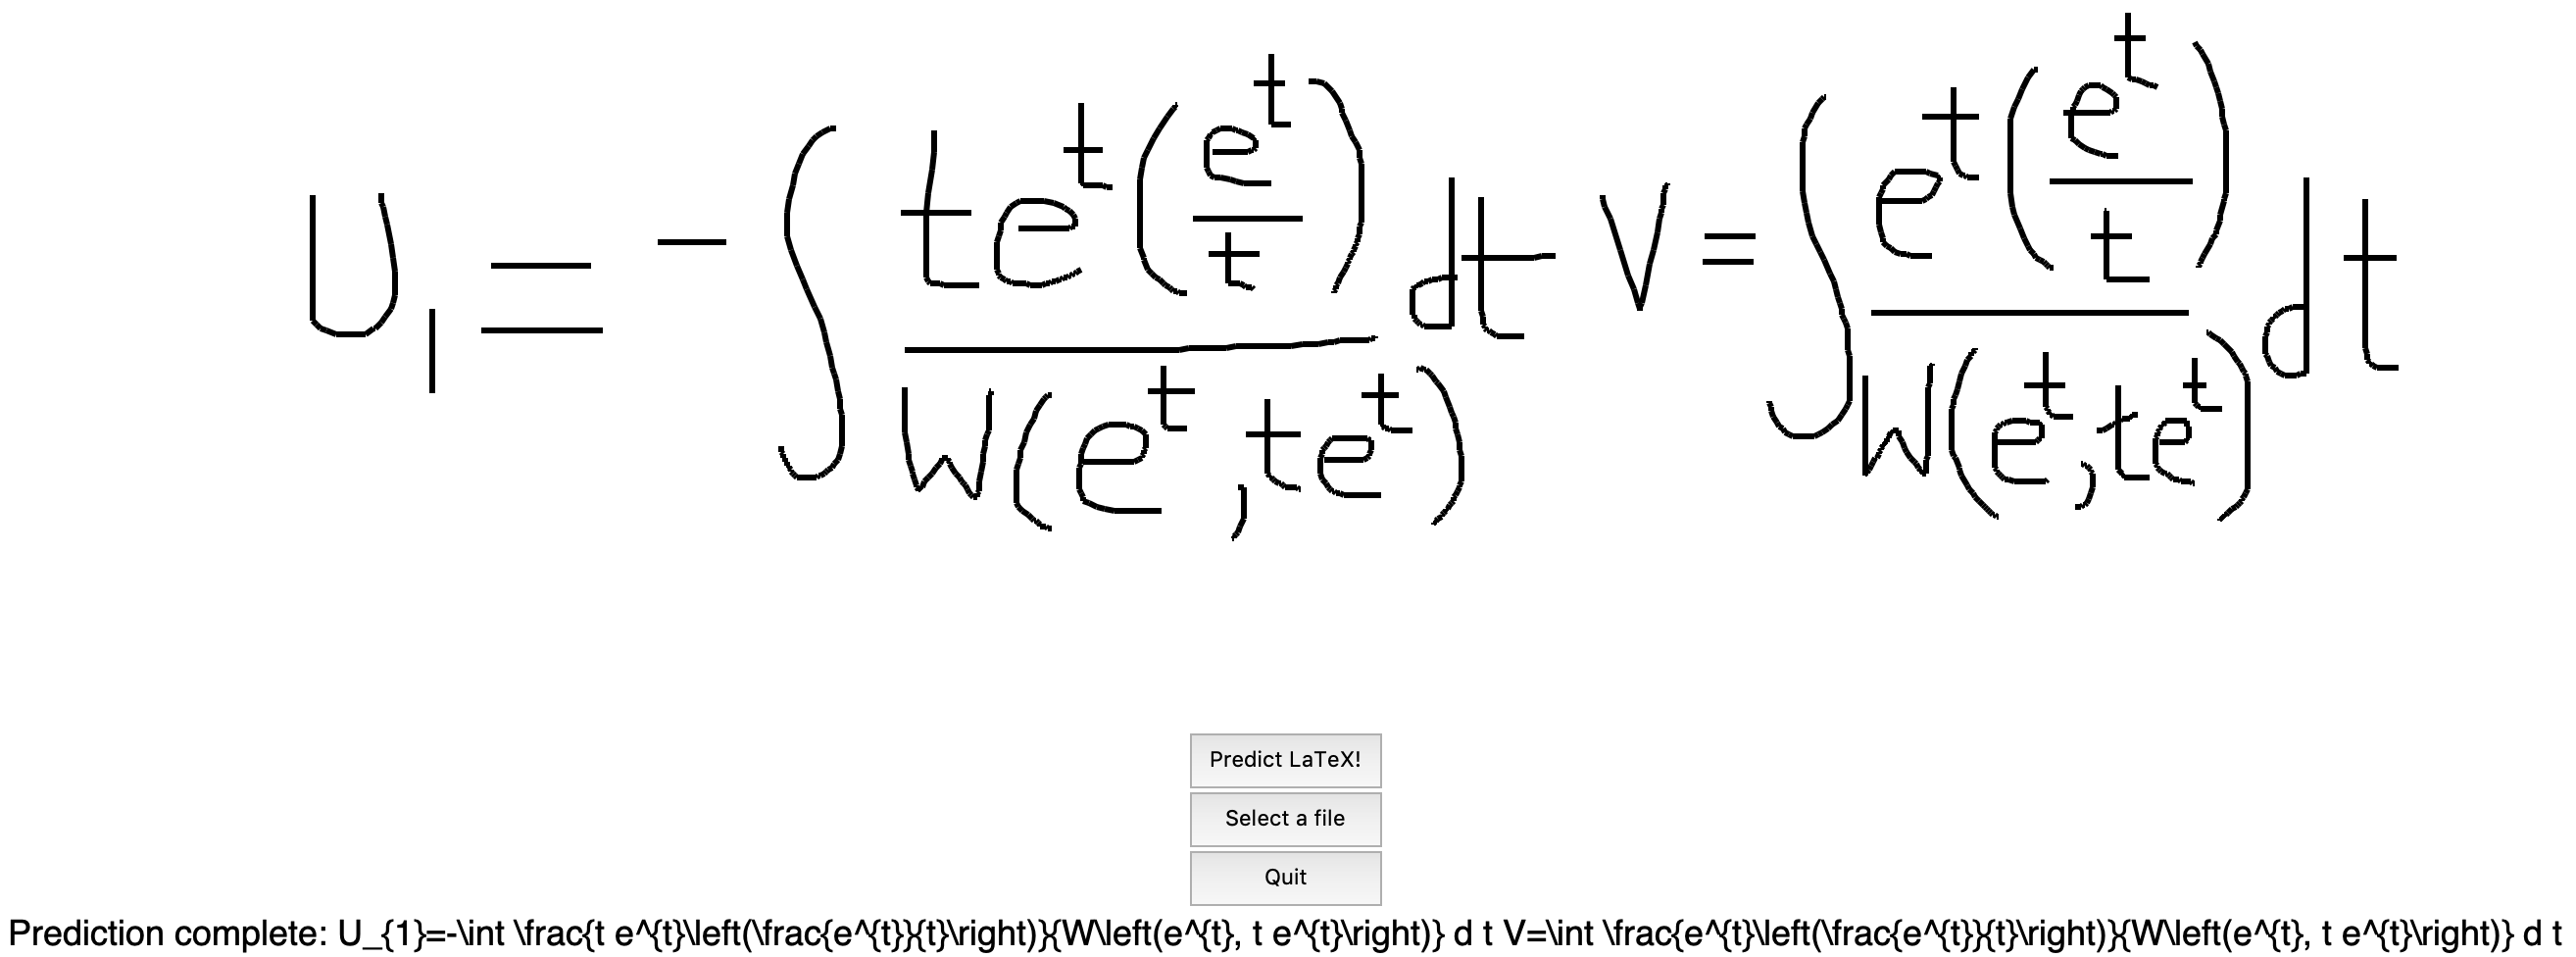 U_1 = -∫ te^t(e^t/t)/W(e^t, te^t) dt V = ∫ e^t(e^t/t)/W(e^t, te^t) dt
Predict LaTeX!
Select a file
Quit
Prediction complete: U_{1}=-\int \frac{t e^{t}\left(\frac{e^{t}}{t}\right)}{W\left(e^{t}, t e^{t}\right)} d t V=\int \frac{e^{t}\left(\frac{e^{t}}{t}\right)}{W\left(e^{t}, t e^{t}\right)} d t